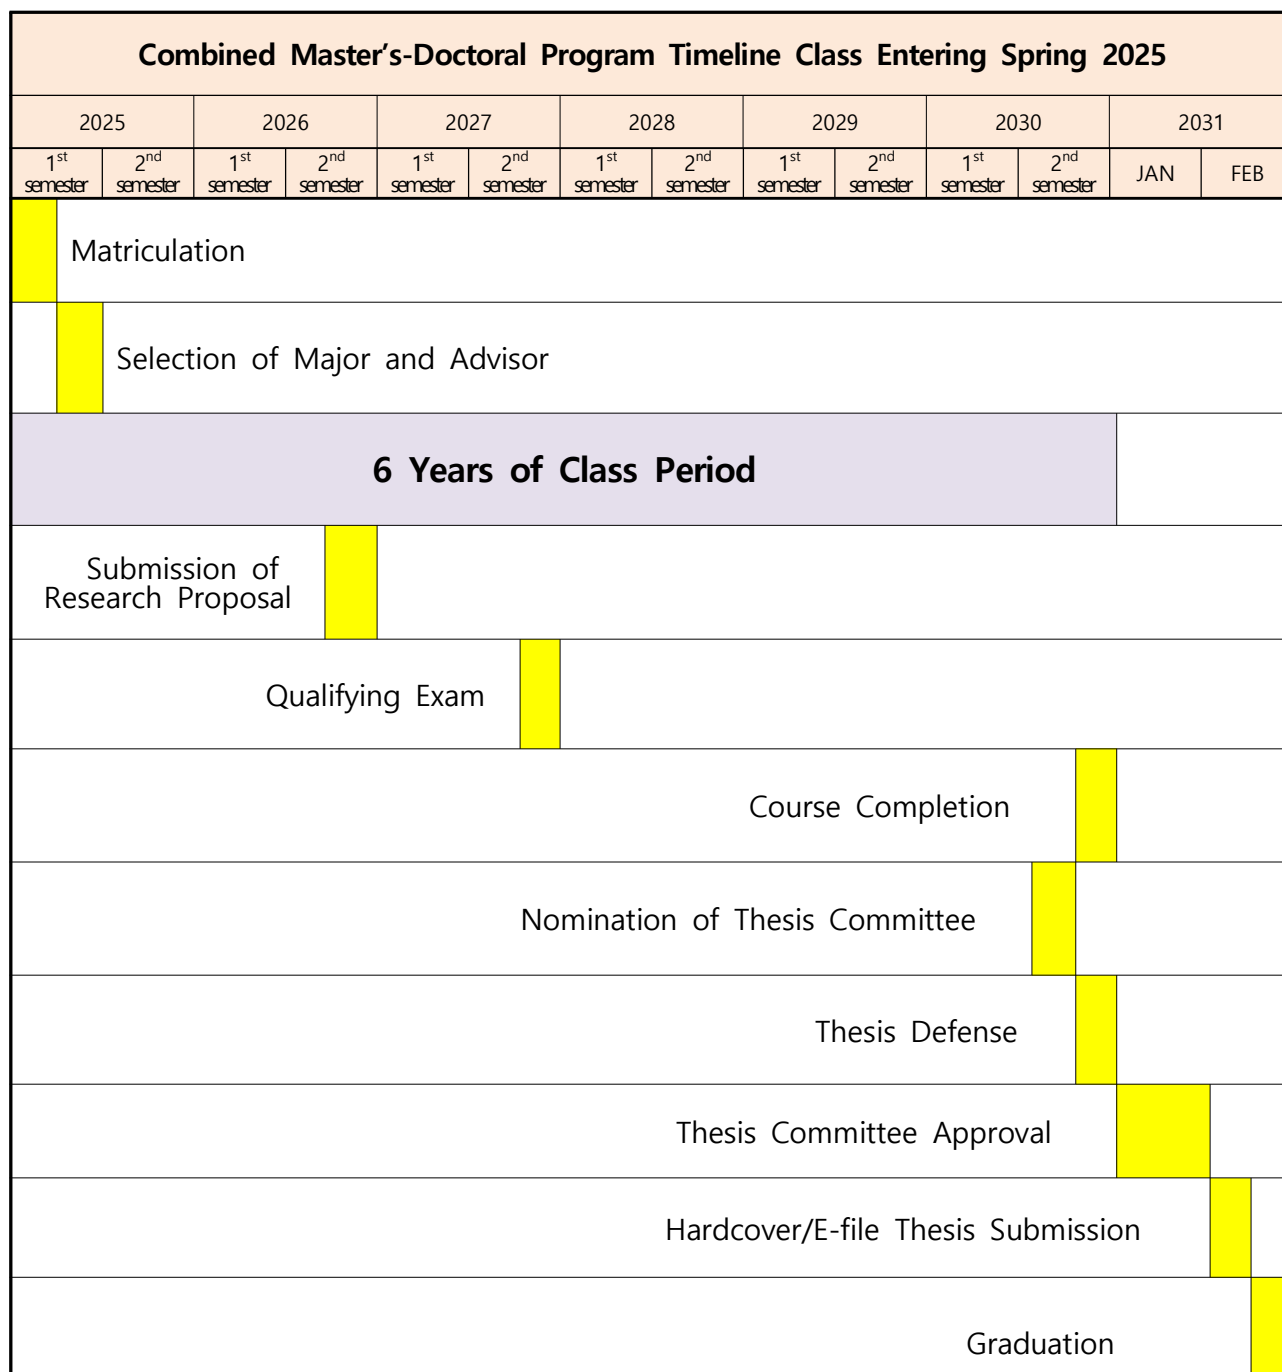 Combined Master’s-Doctoral Program Timeline Class Entering Spring 2025
2025 2026 2027 2028 2029 2030 2031
1st semester 2nd semester 1st semester 2nd semester 1st semester 2nd semester 1st semester 2nd semester 1st semester 2nd semester 1st semester 2nd semester JAN FEB
Matriculation
Selection of Major and Advisor
6 Years of Class Period
Submission of
Research Proposal
Qualifying Exam
Course Completion
Nomination of Thesis Committee
Thesis Defense
Thesis Committee Approval
Hardcover/E-file Thesis Submission
Graduation